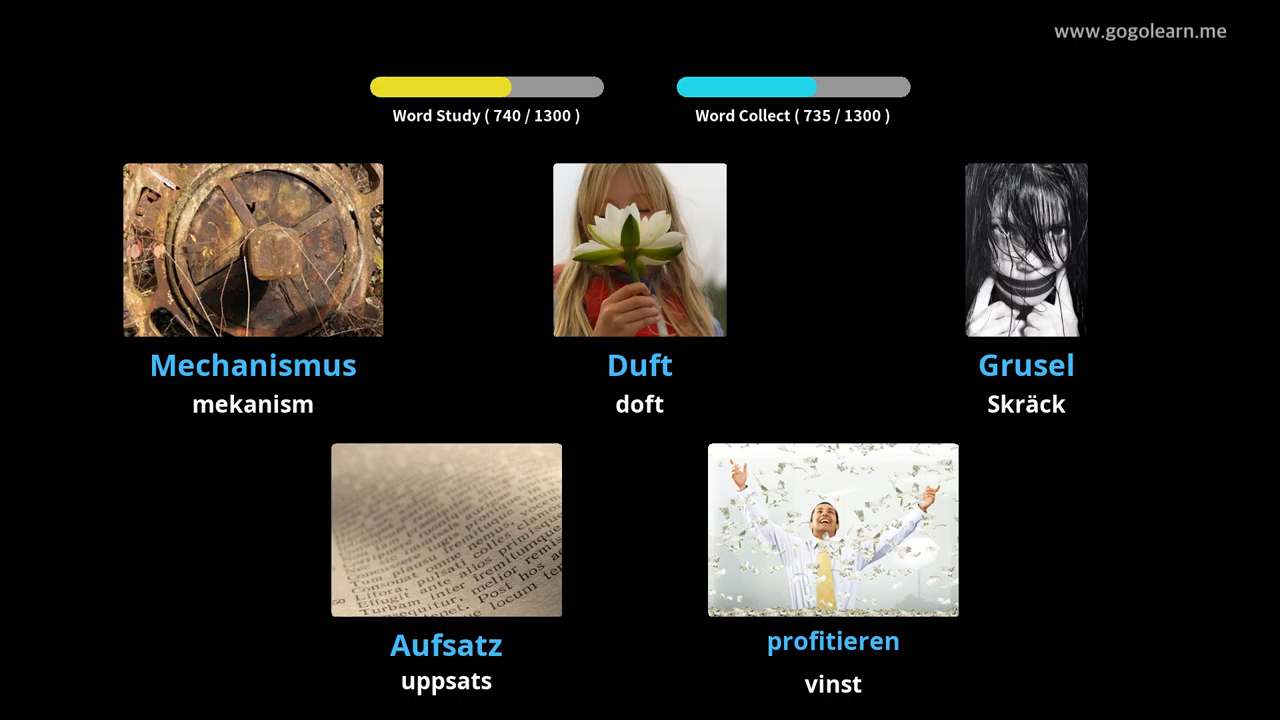 www.gogolearn.me
Word Study ( 740 / 1300 )
Word Collect ( 735 / 1300 )
Mechanismus
mekanism
Duft
doft
Grusel
Skräck
Aufsatz
uppsats
profitieren
vinst